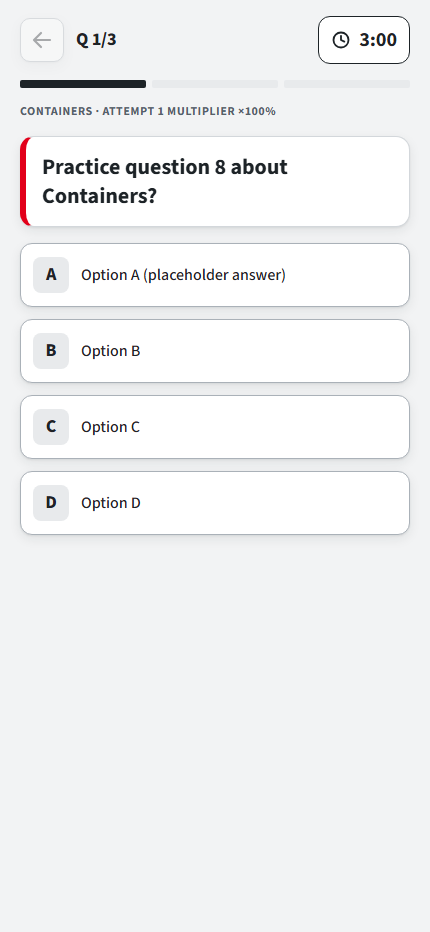 Q 1/3
3:00
CONTAINERS · ATTEMPT 1 MULTIPLIER ×100%
Practice question 8 about
Containers?
A Option A (placeholder answer)
B Option B
C Option C
D Option D